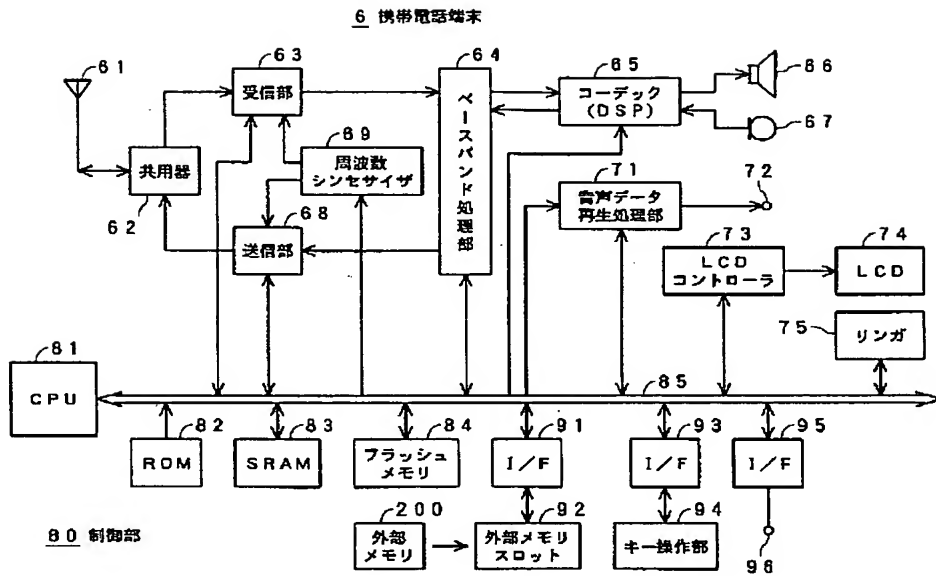 6 携帯電話端末
61
63
64
65
66
受信部
ベースバンド処理部
コーデック
(DSP)
67
69
周波数
シンセサイザ
共用器
62
71
音声データ
再生処理部
72
68
送信部
73
LCD
コントローラ
74
LCD
75
リンガ
81
CPU
85
82
ROM
83
SRAM
84
フラッシュ
メモリ
91
I/F
93
I/F
95
I/F
200
外部
メモリ
92
外部メモリ
スロット
94
キー操作部
96
80 制御部